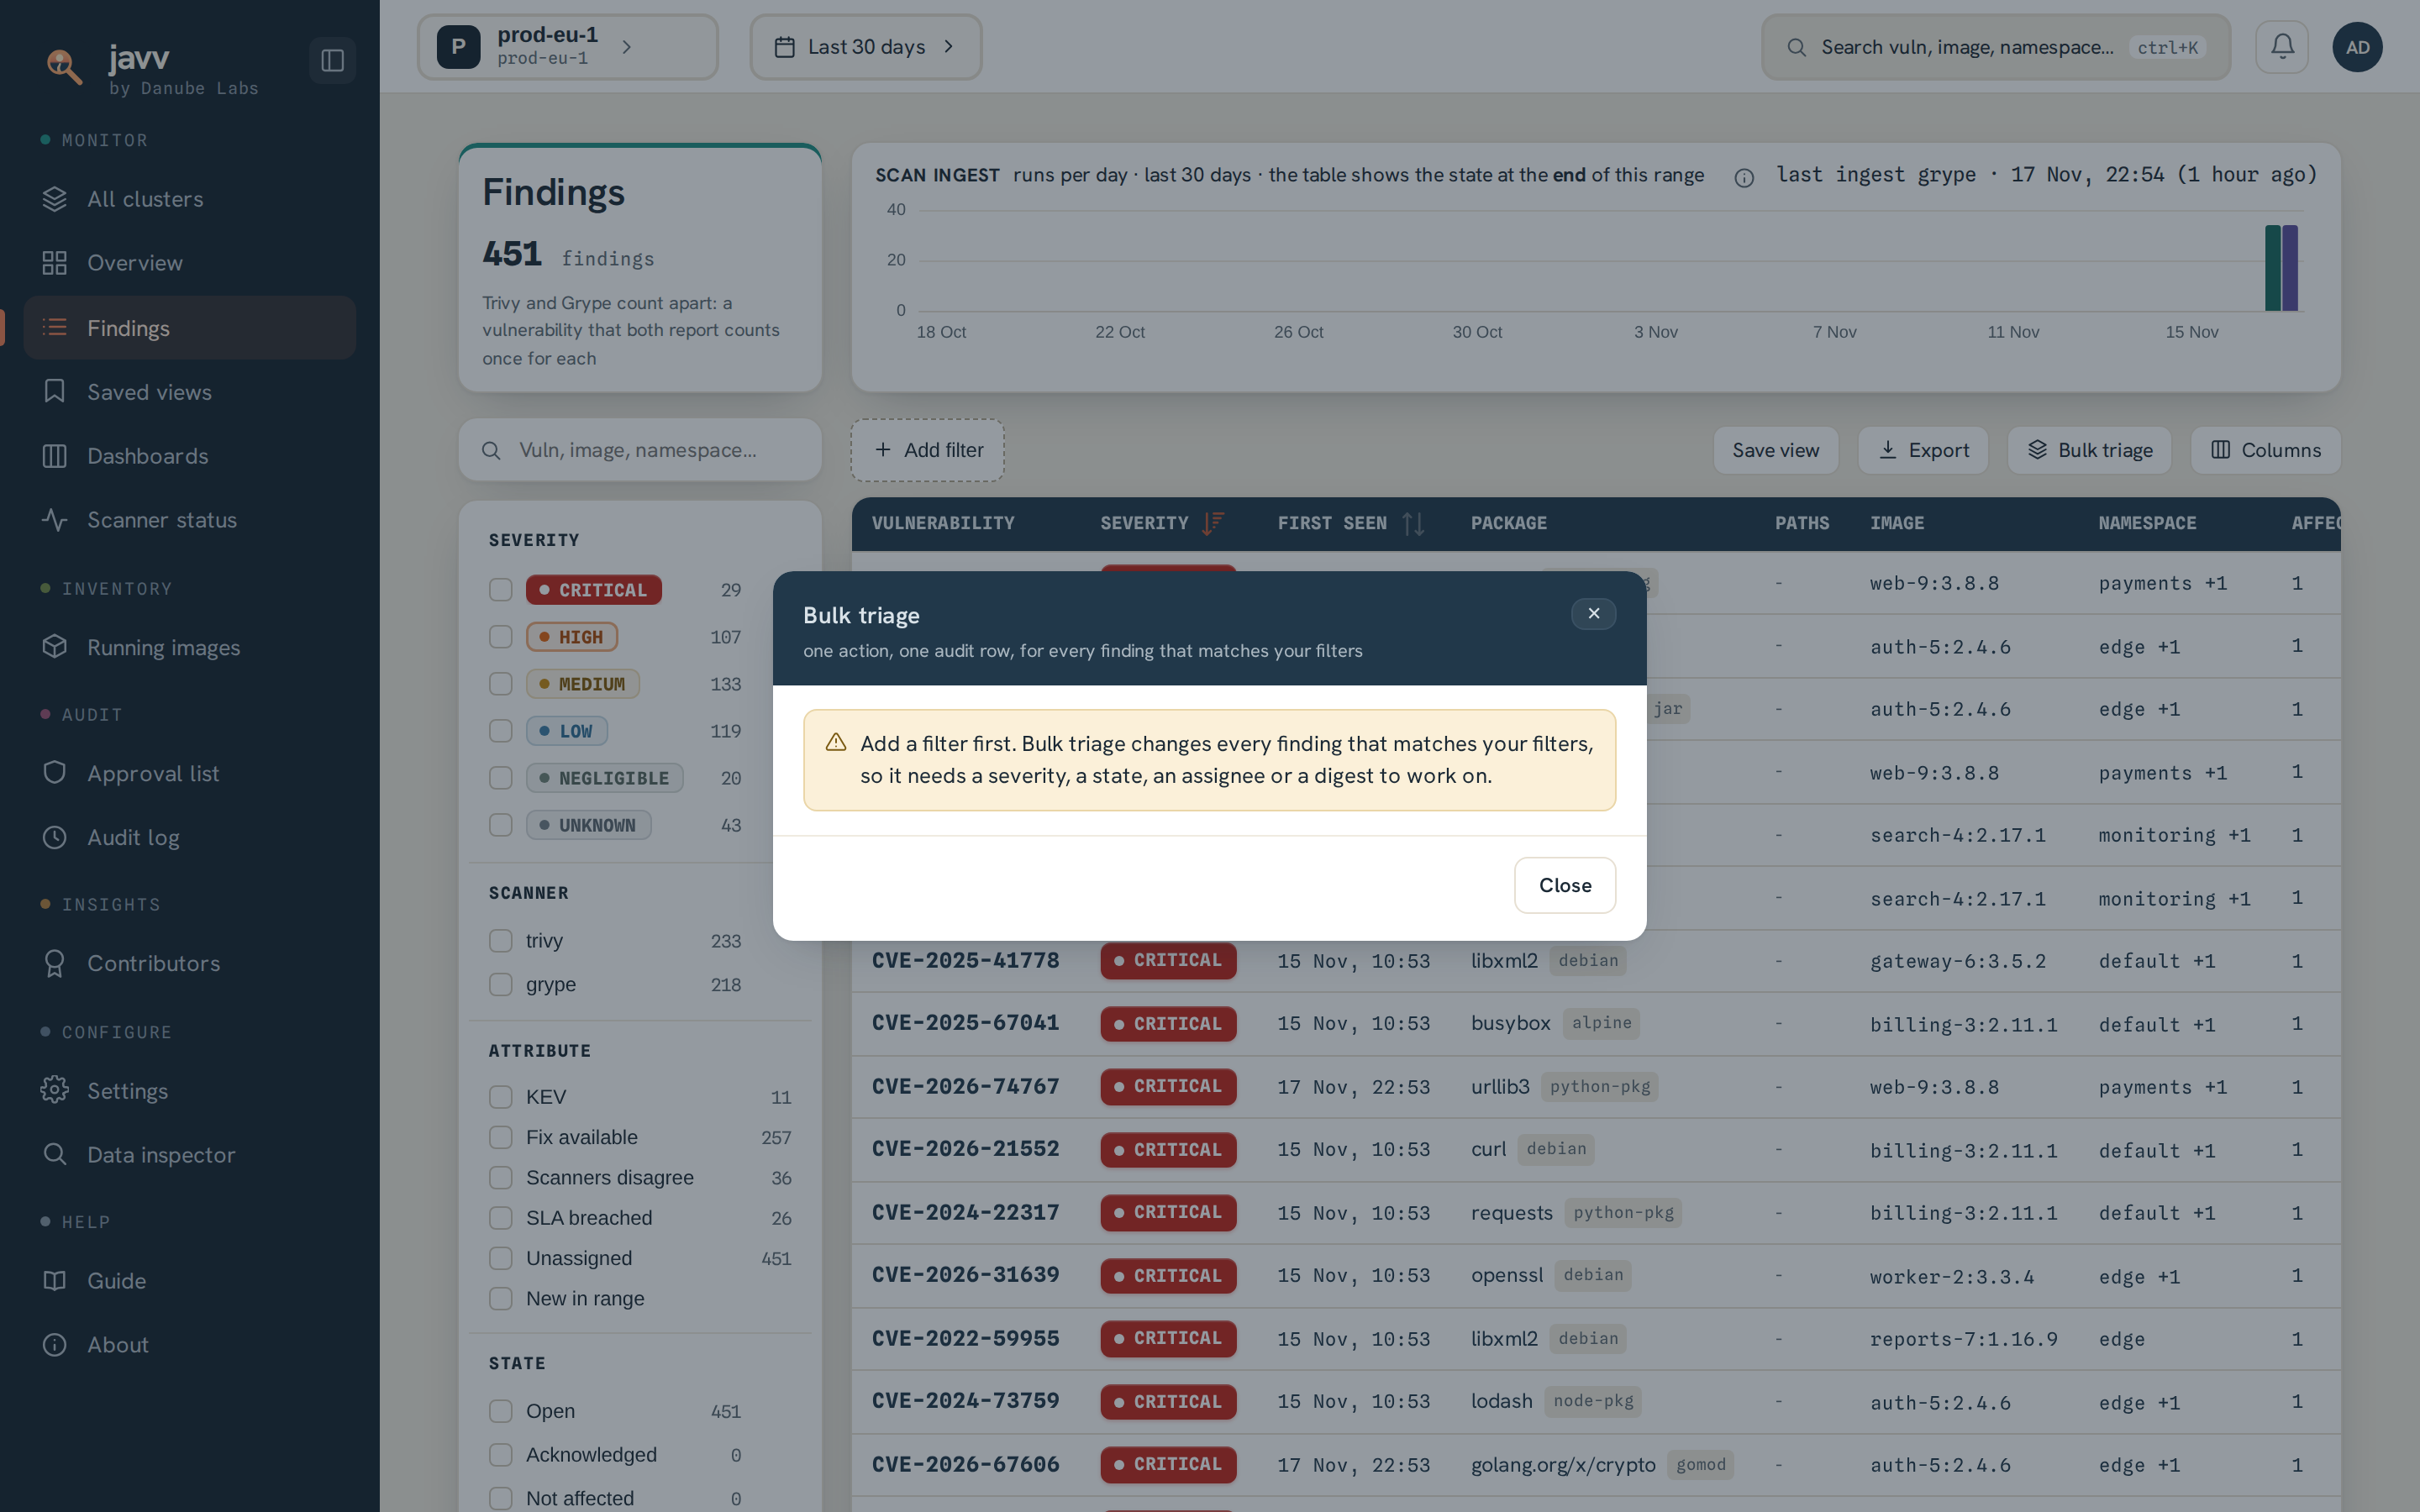 javv
by Danube Labs
MONITOR
All clusters
Overview
Findings
Saved views
Dashboards
Scanner status
INVENTORY
Running images
AUDIT
Approval list
Audit log
INSIGHTS
Contributors
CONFIGURE
Settings
Data inspector
HELP
Guide
About
P
prod-eu-1
prod-eu-1
Last 30 days
Search vuln, image, namespace... ctrl+K
AD
Findings
451 findings
Trivy and Grype count apart: a
vulnerability that both report counts
once for each
SCAN INGEST runs per day · last 30 days · the table shows the state at the end of this range
last ingest grype · 17 Nov, 22:54 (1 hour ago)
40
20
0
18 Oct 22 Oct 26 Oct 30 Oct 3 Nov 7 Nov 11 Nov 15 Nov
Vuln, image, namespace...
Add filter
Save view
Export
Bulk triage
Columns
SEVERITY
CRITICAL 29
HIGH 107
MEDIUM 133
LOW 119
NEGLIGIBLE 20
UNKNOWN 43
SCANNER
trivy 233
grype 218
ATTRIBUTE
KEV 11
Fix available 257
Scanners disagree 36
SLA breached 26
Unassigned 451
New in range
STATE
Open 451
Acknowledged 0
Not affected 0
VULNERABILITY SEVERITY FIRST SEEN PACKAGE PATHS IMAGE NAMESPACE AFFEC
- web-9:3.8.8 payments +1 1
- auth-5:2.4.6 edge +1 1
jar - auth-5:2.4.6 edge +1 1
- web-9:3.8.8 payments +1 1
- search-4:2.17.1 monitoring +1 1
- search-4:2.17.1 monitoring +1 1
Bulk triage
one action, one audit row, for every finding that matches your filters
Add a filter first. Bulk triage changes every finding that matches your filters,
so it needs a severity, a state, an assignee or a digest to work on.
Close
CVE-2025-41778 CRITICAL 15 Nov, 10:53 libxml2 debian - gateway-6:3.5.2 default +1 1
CVE-2025-67041 CRITICAL 15 Nov, 10:53 busybox alpine - billing-3:2.11.1 default +1 1
CVE-2026-74767 CRITICAL 17 Nov, 22:53 urllib3 python-pkg - web-9:3.8.8 payments +1 1
CVE-2026-21552 CRITICAL 15 Nov, 10:53 curl debian - billing-3:2.11.1 default +1 1
CVE-2024-22317 CRITICAL 15 Nov, 10:53 requests python-pkg - billing-3:2.11.1 default +1 1
CVE-2026-31639 CRITICAL 15 Nov, 10:53 openssl debian - worker-2:3.3.4 edge +1 1
CVE-2022-59955 CRITICAL 15 Nov, 10:53 libxml2 debian - reports-7:1.16.9 edge 1
CVE-2024-73759 CRITICAL 15 Nov, 10:53 lodash node-pkg - auth-5:2.4.6 edge +1 1
CVE-2026-67606 CRITICAL 17 Nov, 22:53 golang.org/x/crypto gomod - auth-5:2.4.6 edge +1 1